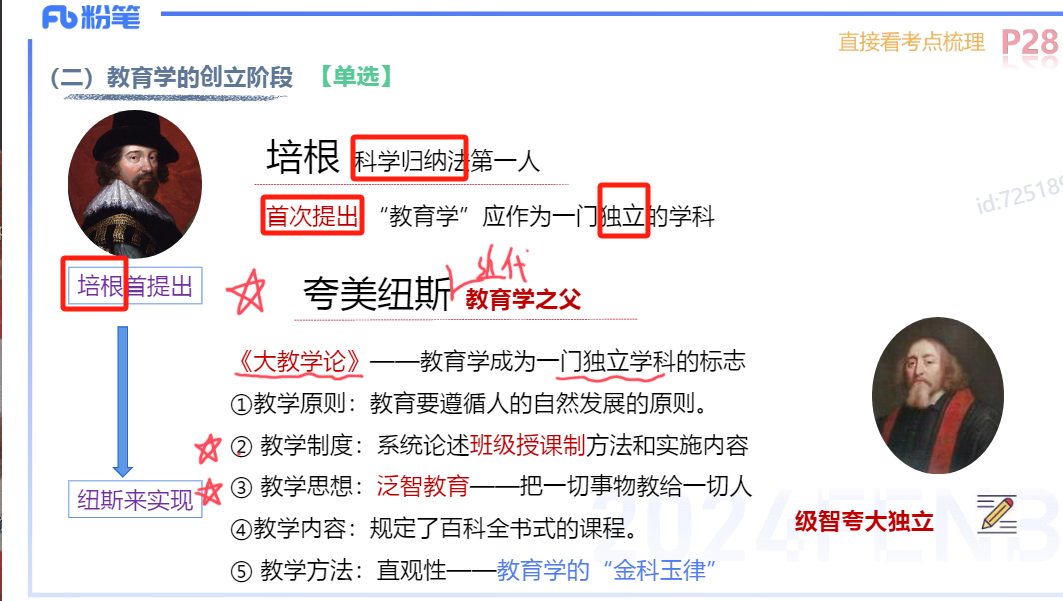 粉笔
直接看考点梳理 P28
（二）教育学的创立阶段 【单选】
培根 科学归纳法第一人
首次提出 “教育学”应作为一门独立的学科
id:725189
培根首提出
近代
夸美纽斯 教育学之父
《大教学论》——教育学成为一门独立学科的标志
①教学原则：教育要遵循人的自然发展的原则。
② 教学制度：系统论述班级授课制方法和实施内容
③ 教学思想：泛智教育——把一切事物教给一切人
纽斯来实现
级智夸大独立
④教学内容：规定了百科全书式的课程。
2024FENB
⑤ 教学方法：直观性——教育学的“金科玉律”